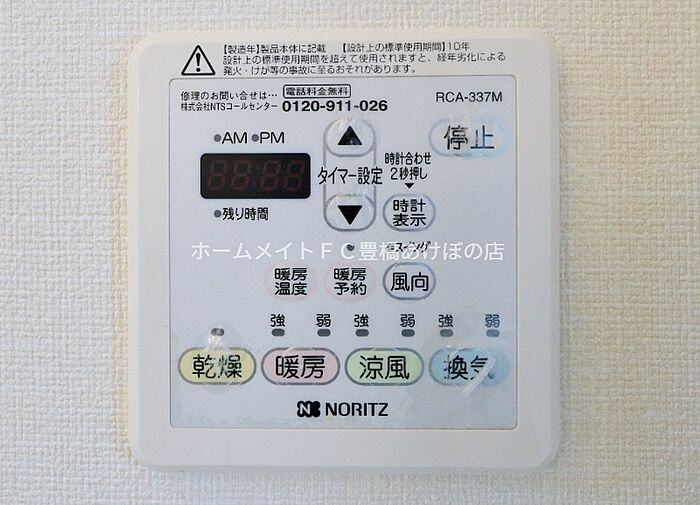 【製造年】製品本体に記載 【設計上の標準使用期間】10年
設計上の標準使用期間を超えて使用されますと、経年劣化による
発火・けが等の事故に至るおそれがあります。
修理のお問い合せは… 電話料金無料
株式会社NTSコールセンター 0120-911-026
RCA-337M
AM PM
停止
88:88
タイマー設定
時計合わせ
2秒押し
残り時間
時計
表示
スイング
ホームメイトFC豊橋あけぼの店
暖房
温度
暖房
予約
風向
強 弱 強 弱 強 弱
乾燥 暖房 涼風 換気
NORITZ